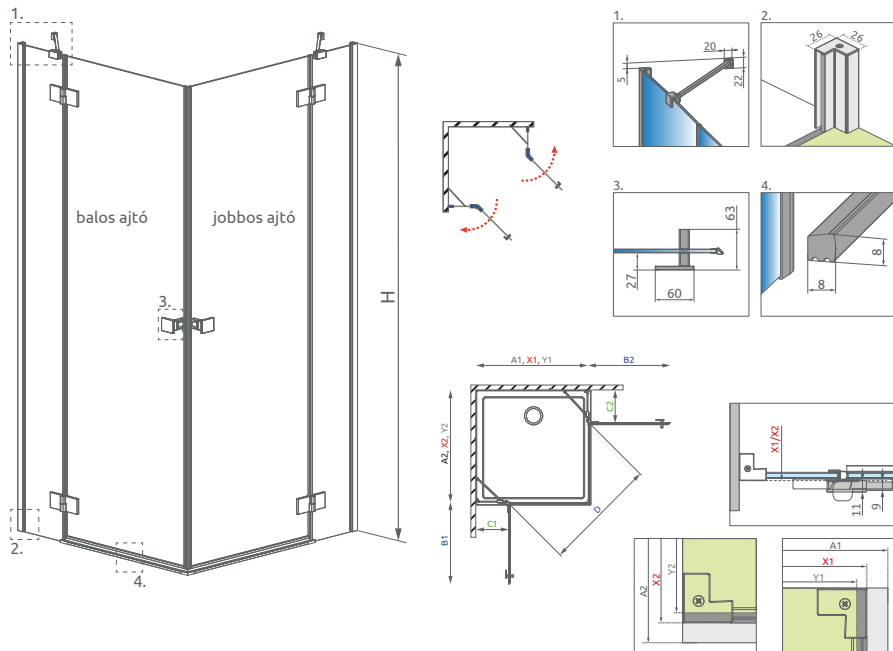 1.
balos ajtó
jobbos ajtó
H
3.
2.
4.
1.
20
5
22
2.
26
26
3.
63
27
60
4.
8
8
A1, X1, Y1
B2
C2
A2, X2, Y2
D
C1
B1
X1/X2
11
9
A2
X2
Y2
A1
X1
Y1